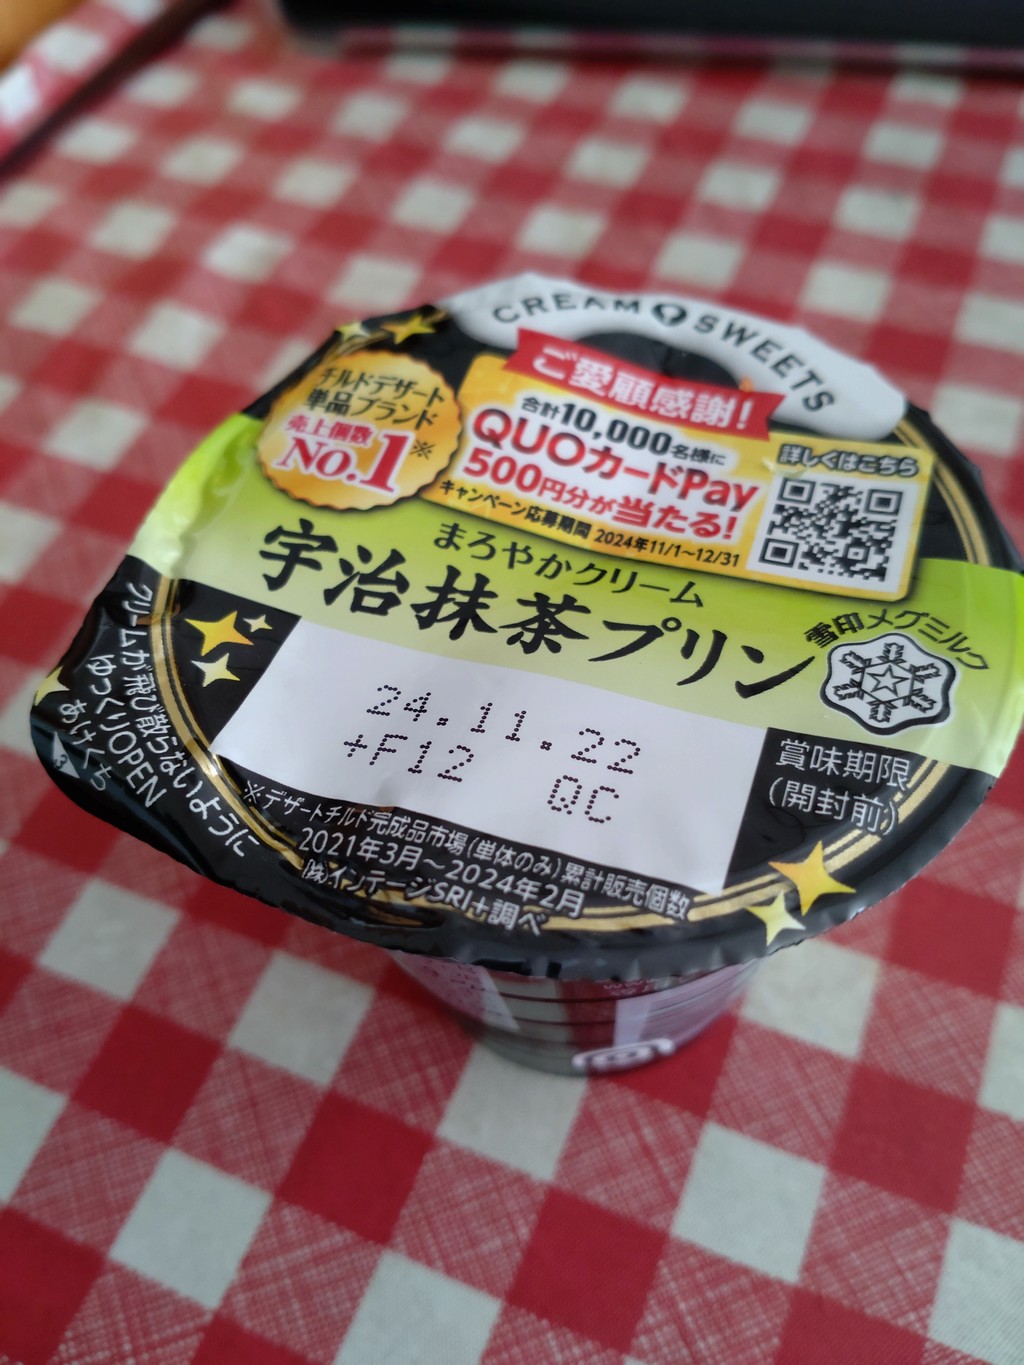 CREAM SWEETS
ご愛顧感謝!
チルドデザート
単品ブランド
売上個数
No.1※
合計10,000名様に
QUOカードPay
500円分が当たる!
キャンペーン応募期間 2024年11/1~12/31
詳しくはこちら
まろやかクリーム
宇治抹茶プリン
雪印メグミルク
24.11.22
+F12 QC
賞味期限
(開封前)
クリームが飛び散らないように
ゆっくりOPEN
あけくち
※デザートチルド完成品市場(単体のみ)累計販売個数
2021年3月~2024年2月
(株)インテージSRI+調べ